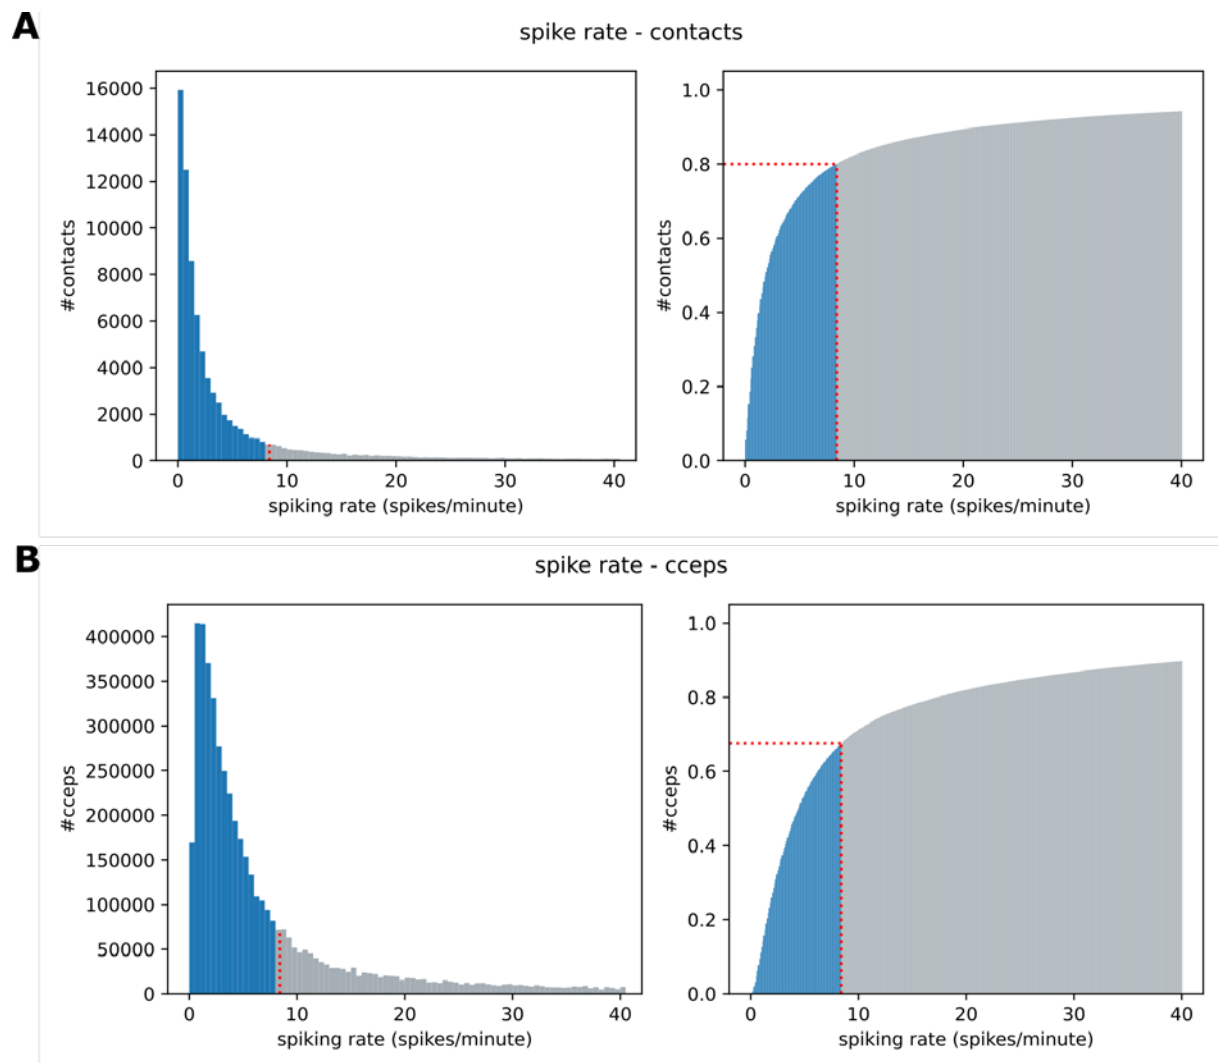 A
spike rate - contacts
16000
14000
12000
10000
8000
6000
4000
2000
0
#contacts
0 10 20 30 40
spiking rate (spikes/minute)
1.0
0.8
0.6
0.4
0.2
0.0
#contacts
0 10 20 30 40
spiking rate (spikes/minute)
B
spike rate - cceps
400000
350000
300000
250000
200000
150000
100000
50000
0
#cceps
0 10 20 30 40
spiking rate (spikes/minute)
1.0
0.8
0.6
0.4
0.2
0.0
#cceps
0 10 20 30 40
spiking rate (spikes/minute)